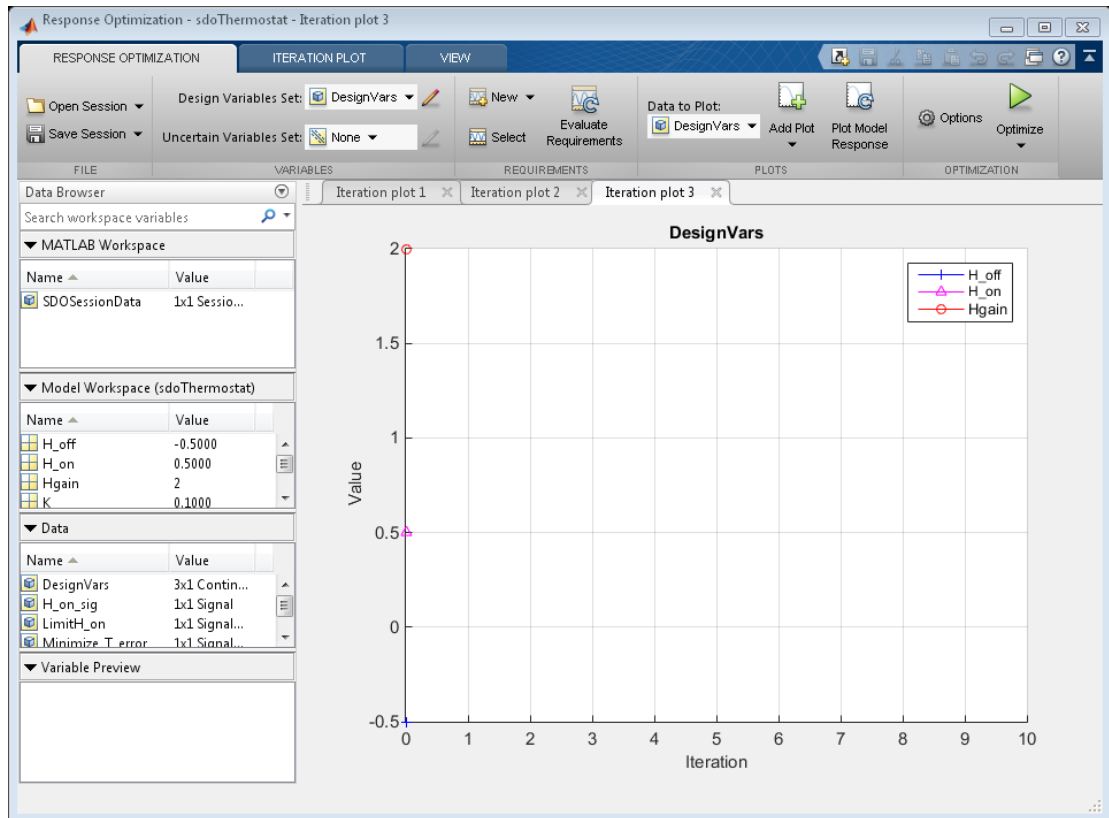 Response Optimization - sdoThermostat - Iteration plot 3
RESPONSE OPTIMIZATION
ITERATION PLOT
VIEW
Open Session
Save Session
FILE
Design Variables Set: DesignVars
Uncertain Variables Set: None
VARIABLES
New
Select
Evaluate
Requirements
REQUIREMENTS
Data to Plot:
DesignVars
Add Plot
Plot Model
Response
PLOTS
Options
Optimize
OPTIMIZATION
Data Browser
Search workspace variables
MATLAB Workspace
Name Value
SDOSessionData 1x1 Sessio...
Model Workspace (sdoThermostat)
Name Value
H_off -0.5000
H_on 0.5000
Hgain 2
K 0.1000
Data
Name Value
DesignVars 3x1 Contin...
H_on_sig 1x1 Signal
LimitH_on 1x1 Signal...
Minimize_T_error 1x1 Signal...
Variable Preview
Iteration plot 1
Iteration plot 2
Iteration plot 3
DesignVars
H_off
H_on
Hgain
2
1.5
1
0.5
0
-0.5
Value
0 1 2 3 4 5 6 7 8 9 10
Iteration